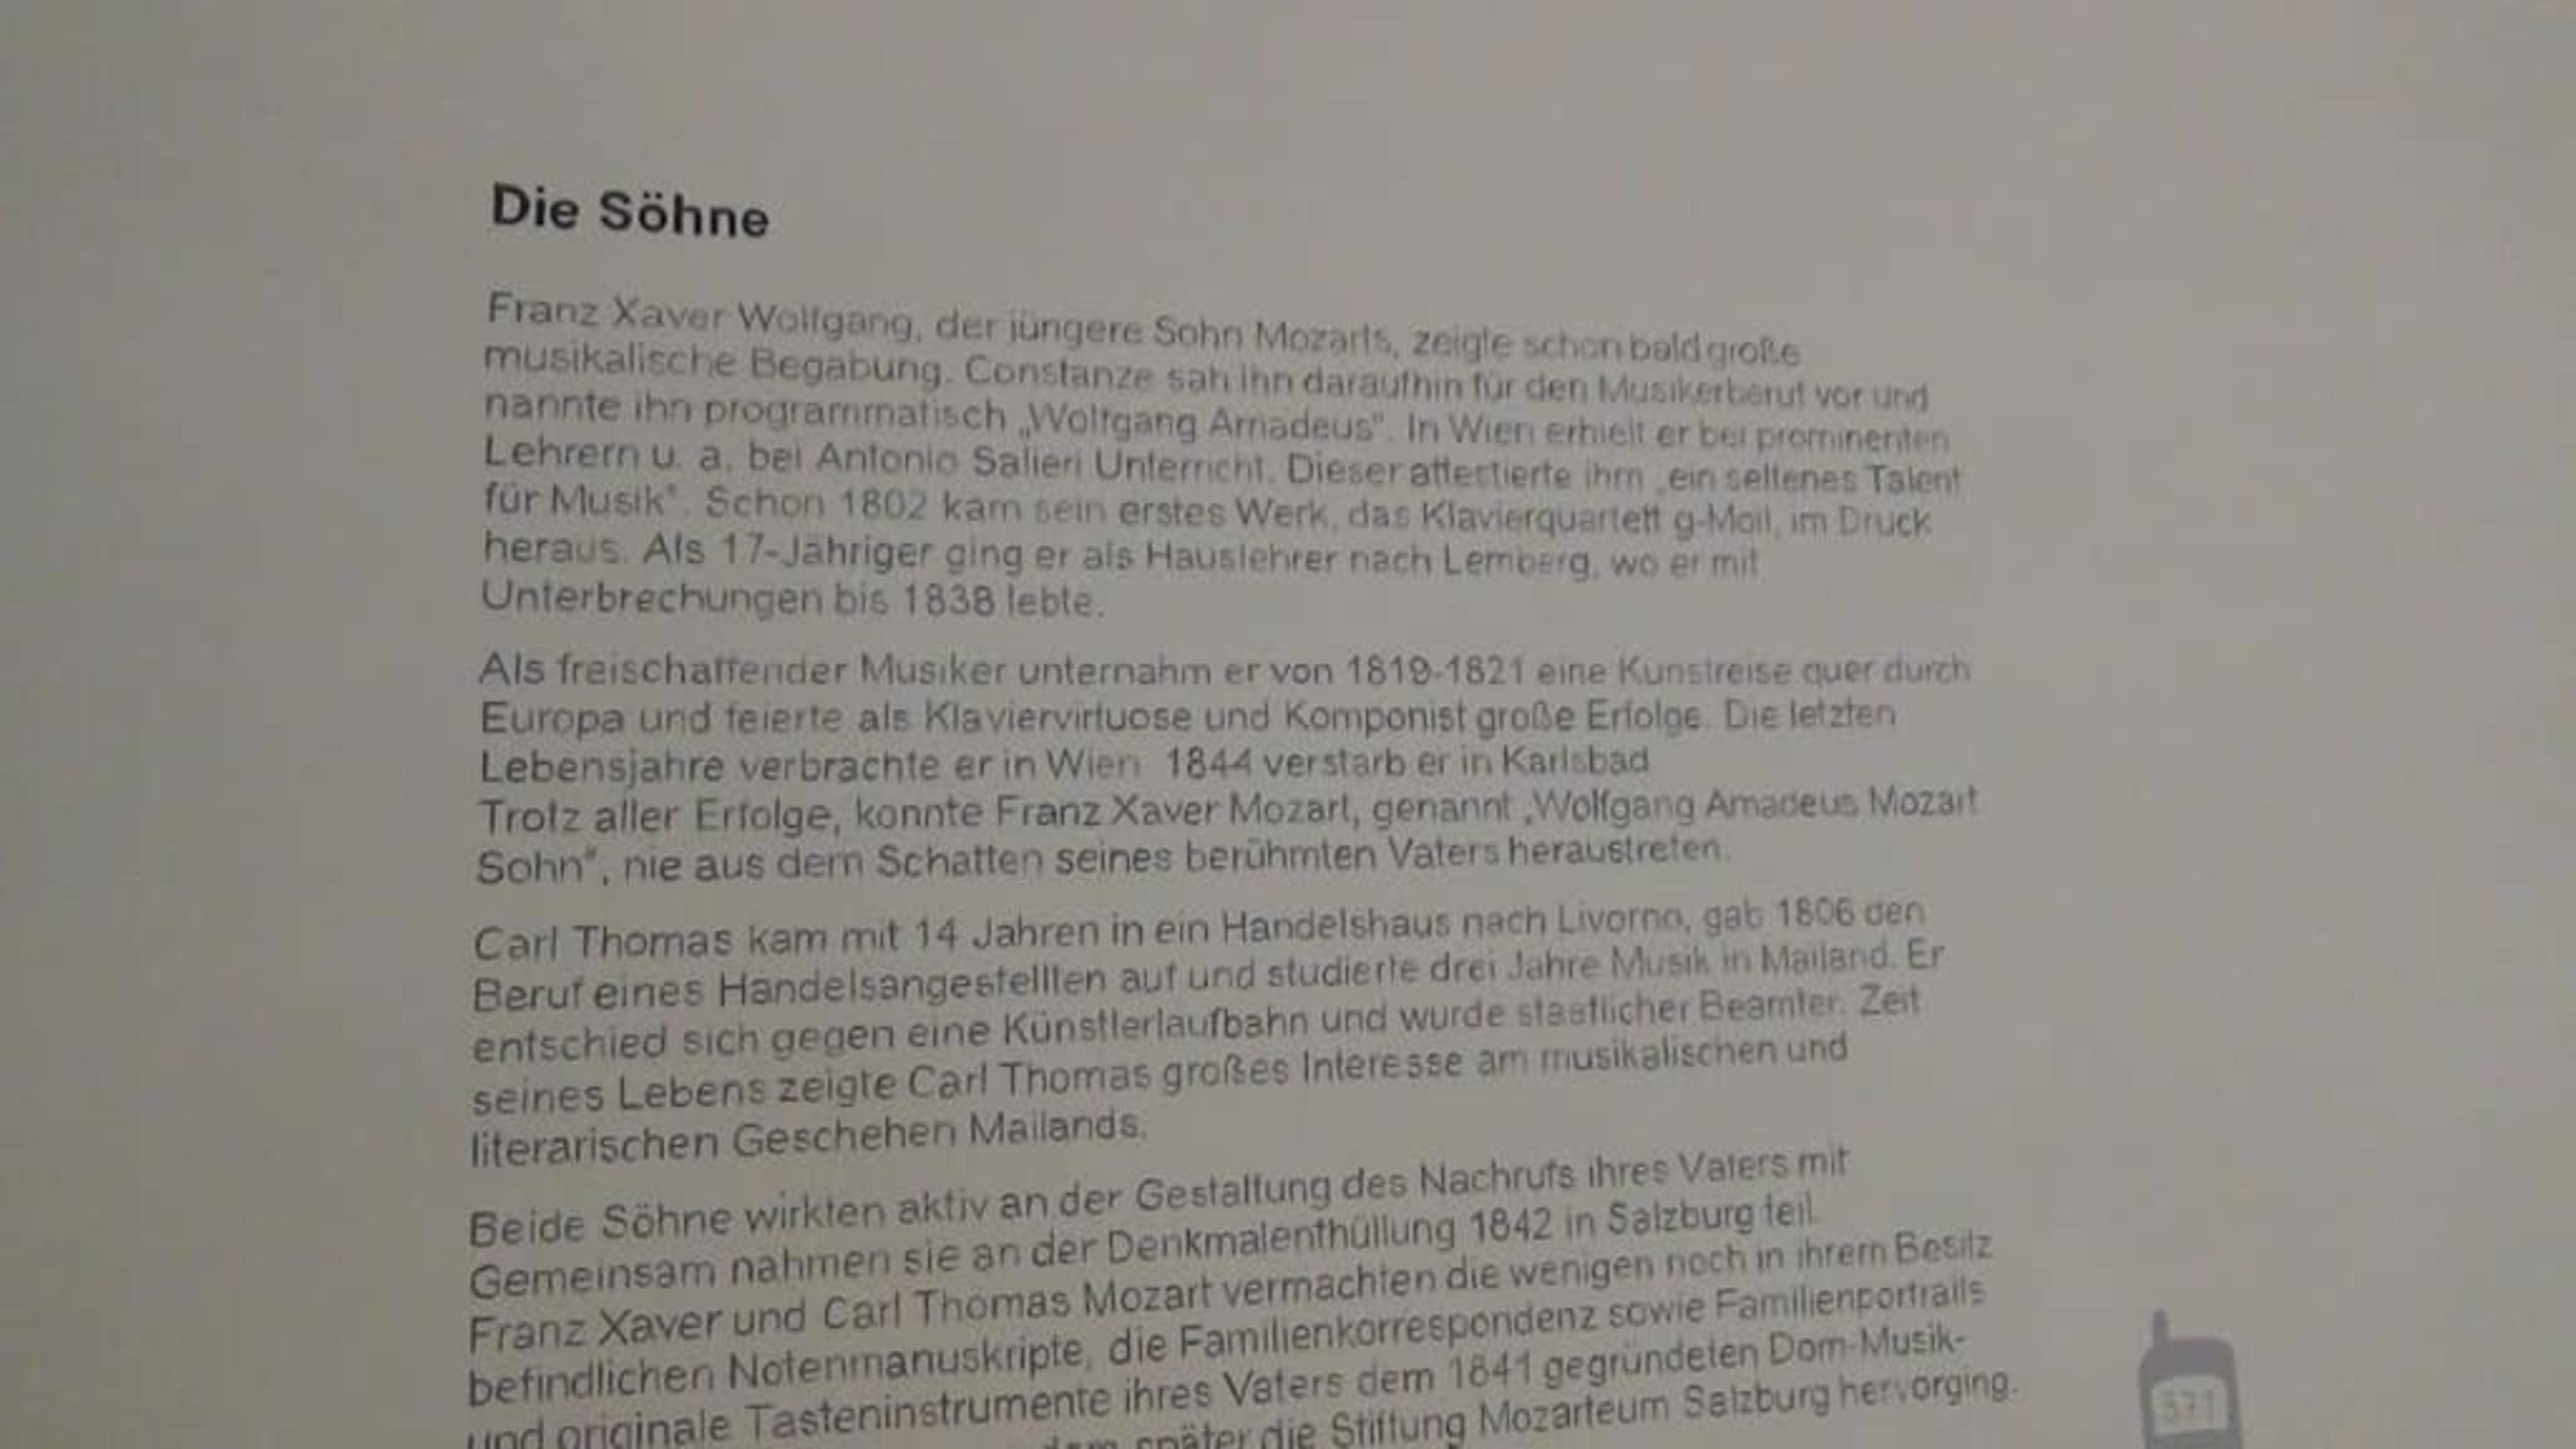 Die Söhne
Franz Xaver Wolfgang, der jüngere Sohn Mozarts, zeigte schon bald große
musikalische Begabung. Constanze sah ihn daraufhin für den Musikerberuf vor und
nannte ihn programmatisch „Wolfgang Amadeus". In Wien erhielt er bei prominenten
Lehrern u. a. bei Antonio Salieri Unterricht. Dieser attestierte ihm „ein seltenes Talent
für Musik". Schon 1802 kam sein erstes Werk, das Klavierquartett g-Moll, im Druck
heraus. Als 17-Jähriger ging er als Hauslehrer nach Lemberg, wo er mit
Unterbrechungen bis 1838 lebte.
Als freischaffender Musiker unternahm er von 1819-1821 eine Kunstreise quer durch
Europa und feierte als Klaviervirtuose und Komponist große Erfolge. Die letzten
Lebensjahre verbrachte er in Wien. 1844 verstarb er in Karlsbad
Trotz aller Erfolge, konnte Franz Xaver Mozart, genannt „Wolfgang Amadeus Mozart
Sohn", nie aus dem Schatten seines berühmten Vaters heraustreten.
Carl Thomas kam mit 14 Jahren in ein Handelshaus nach Livorno, gab 1806 den
Beruf eines Handelsangestelllten auf und studierte drei Jahre Musik in Mailand. Er
entschied sich gegen eine Künstlerlaufbahn und wurde staatlicher Beamter. Zeit
seines Lebens zeigte Carl Thomas großes Interesse am musikalischen und
literarischen Geschehen Mailands.
Beide Söhne wirkten aktiv an der Gestaltung des Nachrufs ihres Vaters mit
Gemeinsam nahmen sie an der Denkmalenthüllung 1842 in Salzburg teil.
Franz Xaver und Carl Thomas Mozart vermachten die wenigen noch in ihrem Besitz
befindlichen Notenmanuskripte, die Familienkorrespondenz sowie Familienportraits
und originale Tasteninstrumente ihres Vaters dem 1841 gegründeten Dom-Musik-
später die Stiftung Mozarteum Salzburg hervorging.
371